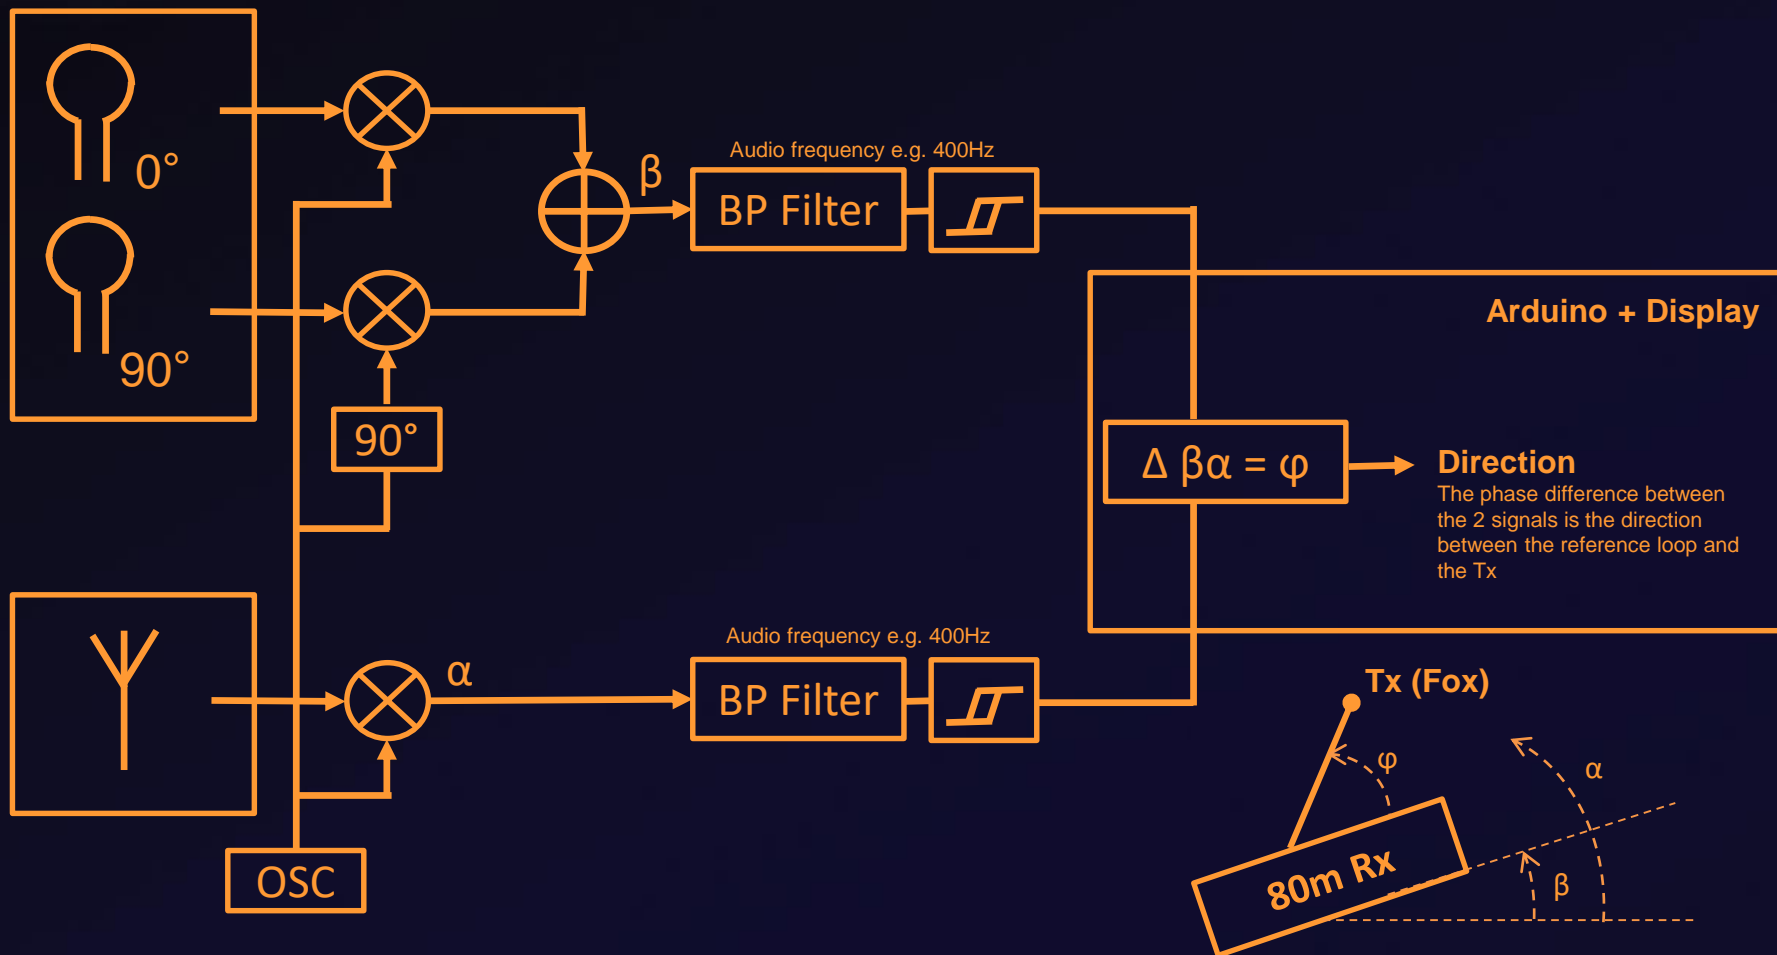 0°
90°
Audio frequency e.g. 400Hz
β
BP Filter
Arduino + Display
90°
Δ βα = φ
Direction
The phase difference between
the 2 signals is the direction
between the reference loop and
the Tx
Audio frequency e.g. 400Hz
α
BP Filter
OSC
Tx (Fox)
φ
α
80m Rx
β